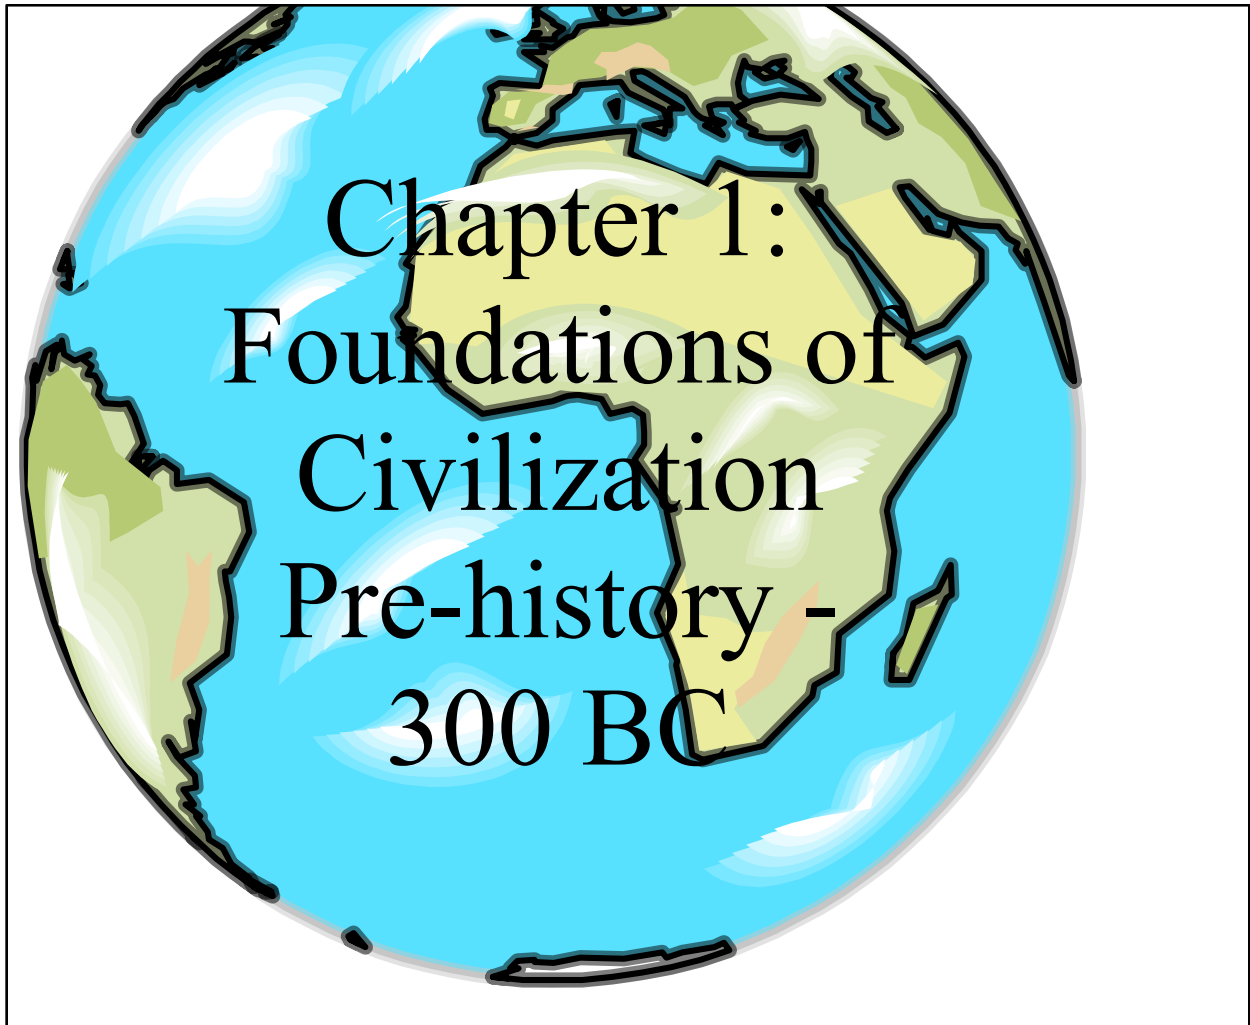 Chapter 1:
Foundations of
Civilization
Pre-history -
300 BC